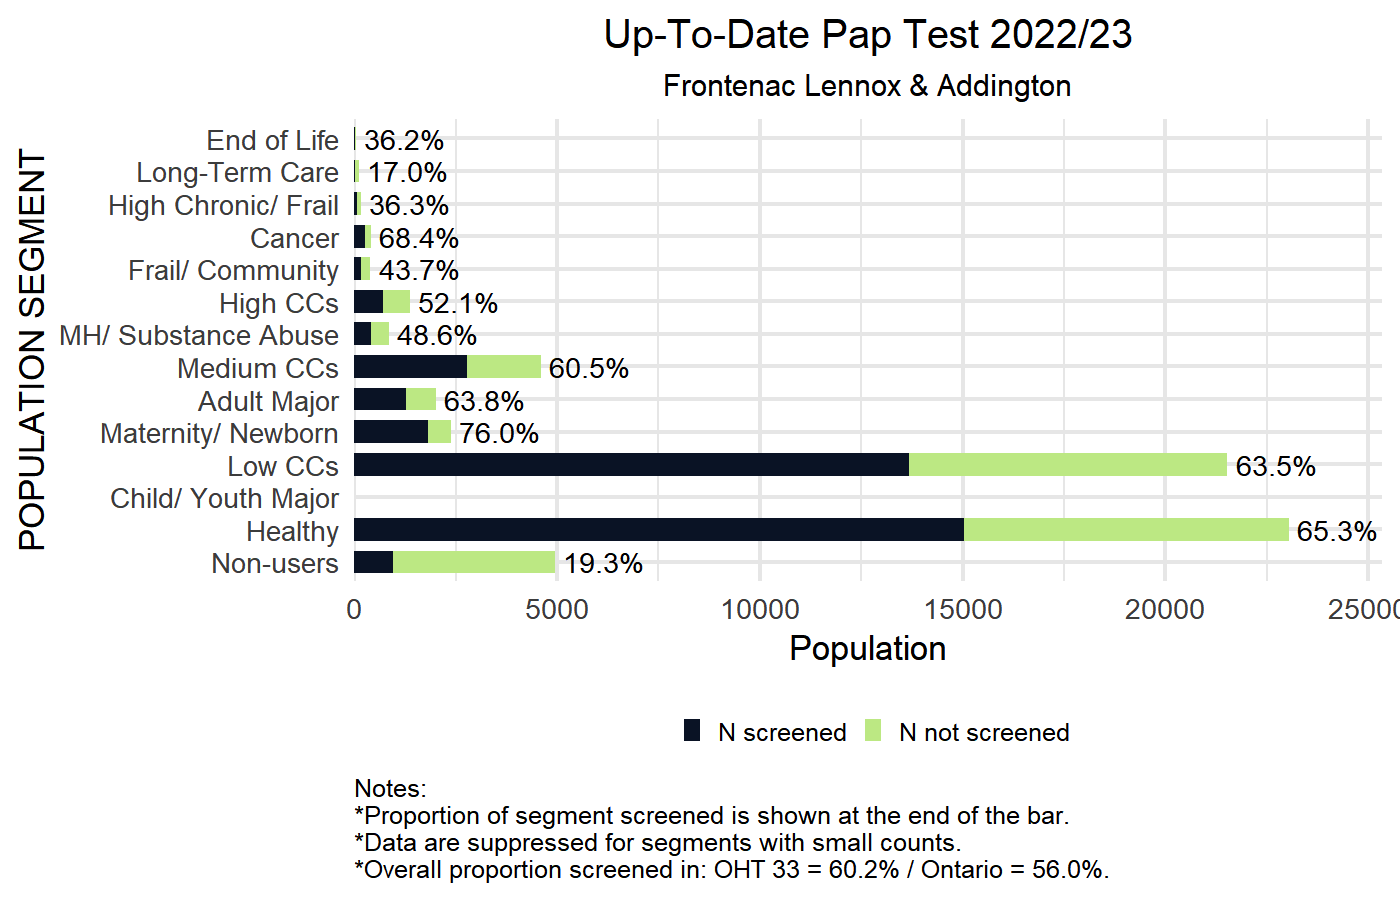 Up-To-Date Pap Test 2022/23
Frontenac Lennox & Addington
POPULATION SEGMENT
End of Life 36.2%
Long-Term Care 17.0%
High Chronic/ Frail 36.3%
Cancer 68.4%
Frail/ Community 43.7%
High CCs 52.1%
MH/ Substance Abuse 48.6%
Medium CCs 60.5%
Adult Major 63.8%
Maternity/ Newborn 76.0%
Low CCs 63.5%
Child/ Youth Major
Healthy 65.3%
Non-users 19.3%
0 5000 10000 15000 20000 25000
Population
N screened N not screened
Notes:
*Proportion of segment screened is shown at the end of the bar.
*Data are suppressed for segments with small counts.
*Overall proportion screened in: OHT 33 = 60.2% / Ontario = 56.0%.